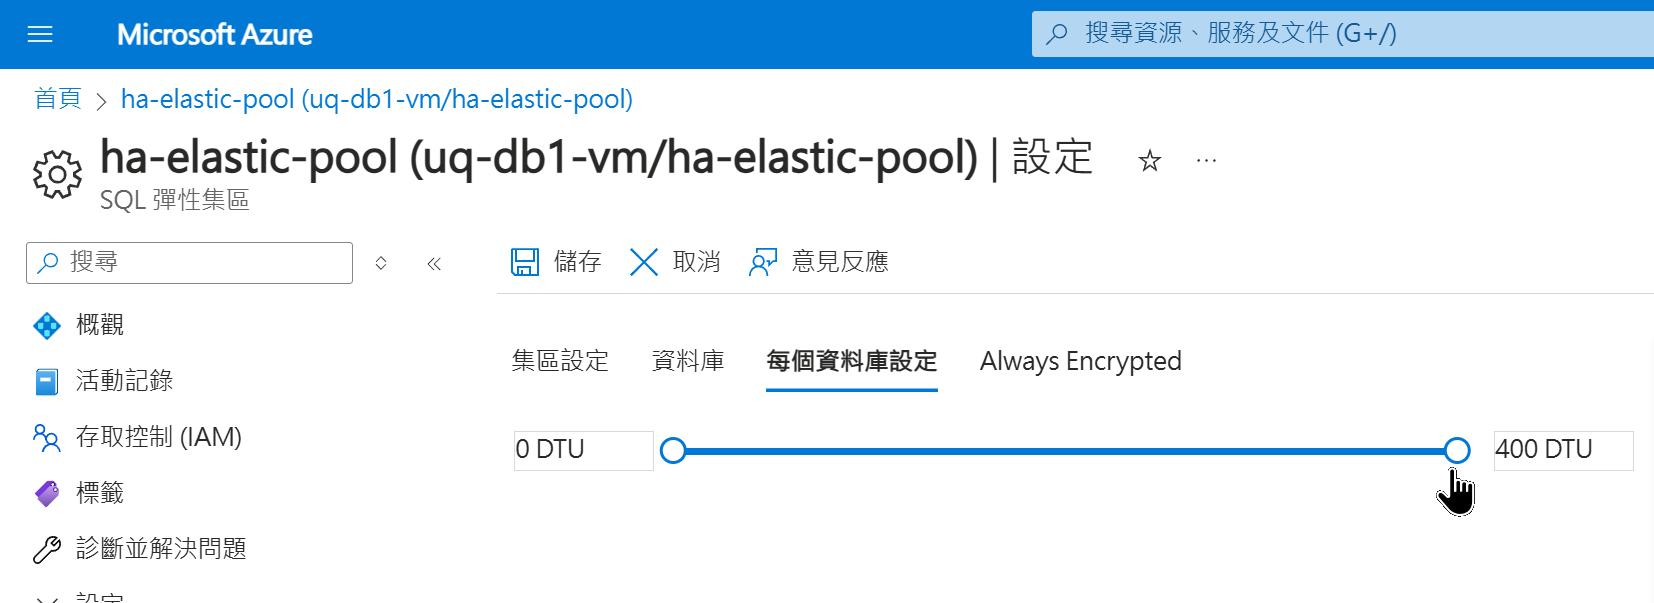 Microsoft Azure
搜尋資源、服務及文件 (G+/)
首頁 > ha-elastic-pool (uq-db1-vm/ha-elastic-pool)
ha-elastic-pool (uq-db1-vm/ha-elastic-pool) | 設定
SQL 彈性集區
搜尋
儲存 取消 意見反應
概觀
活動記錄
存取控制 (IAM)
標籤
診斷並解決問題
設定
集區設定 資料庫 每個資料庫設定 Always Encrypted
0 DTU 400 DTU